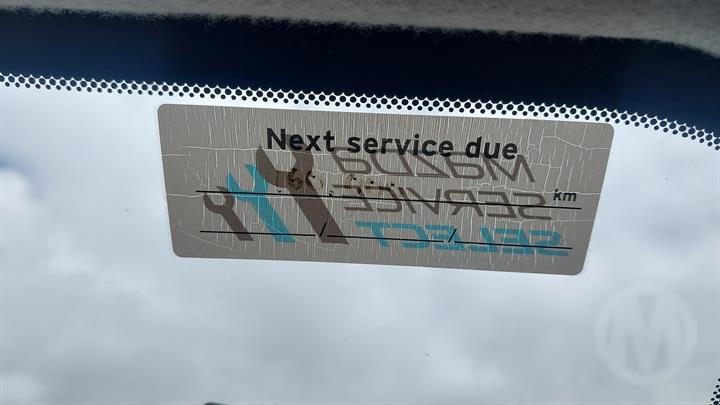 Next service due
km
MAZDA
SERVICE
SELECT
M